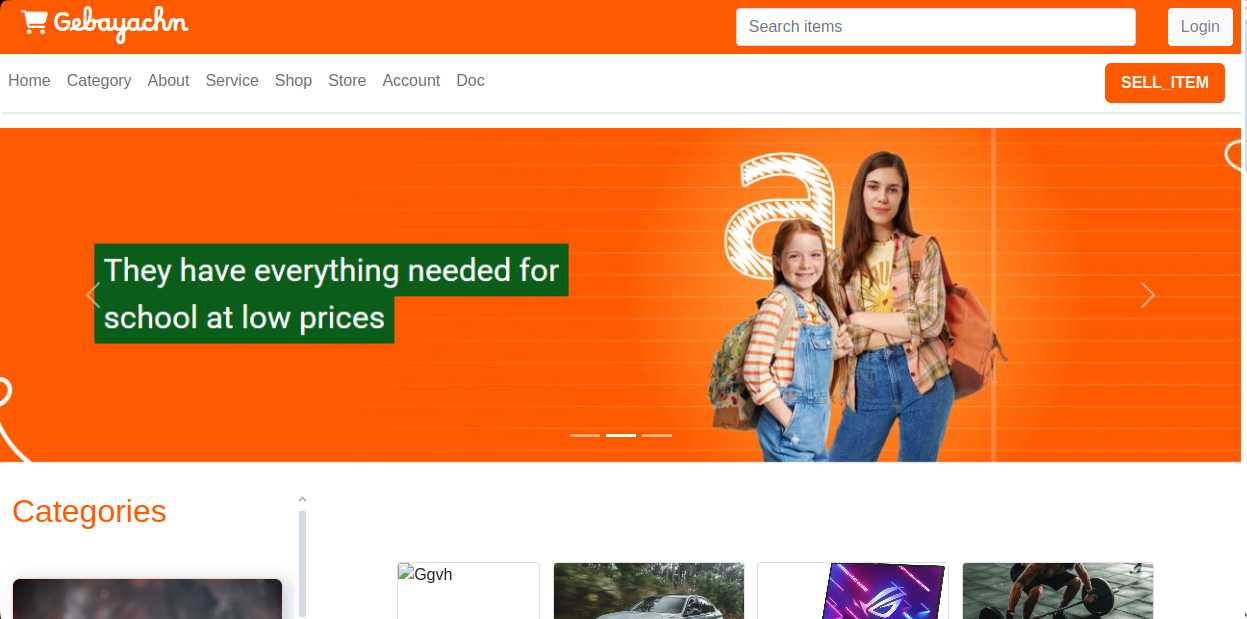 Gebayachn
Search items
Login
Home
Category
About
Service
Shop
Store
Account
Doc
SELL_ITEM
a
They have everything needed for
school at low prices
Categories
Ggvh